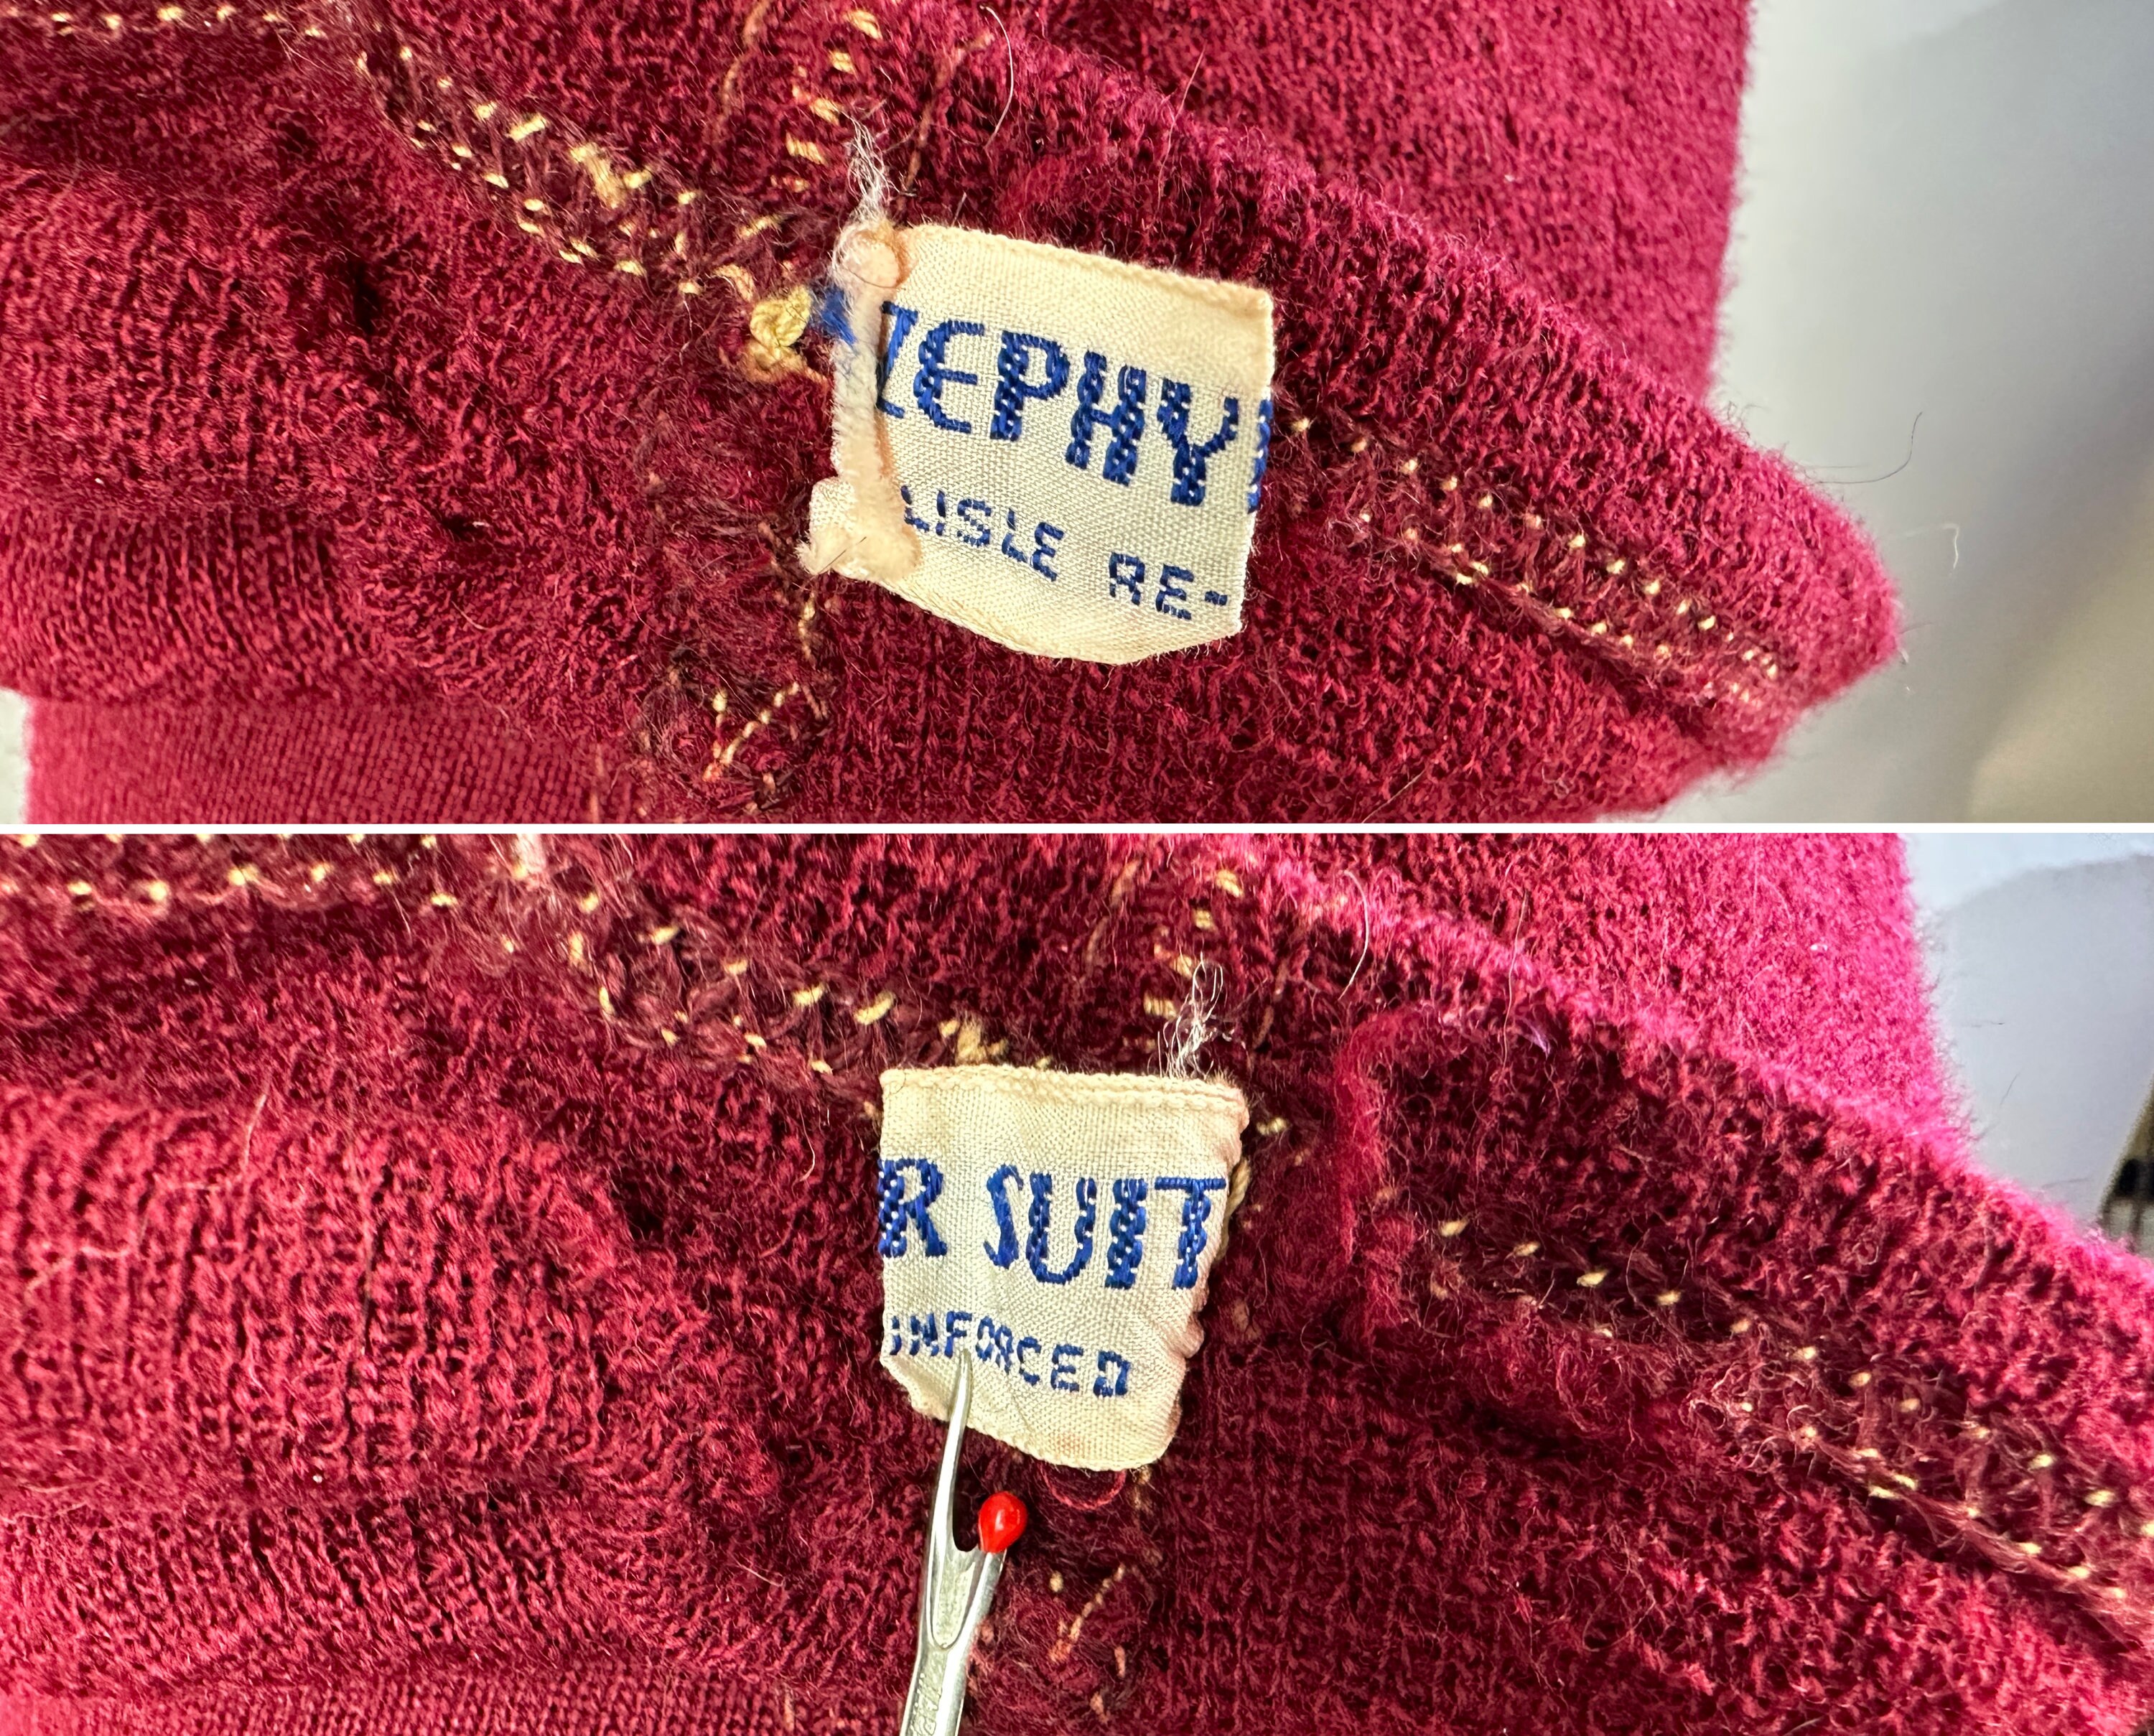 ZEPHY
LISLE RE-
R SUIT
INFORCED